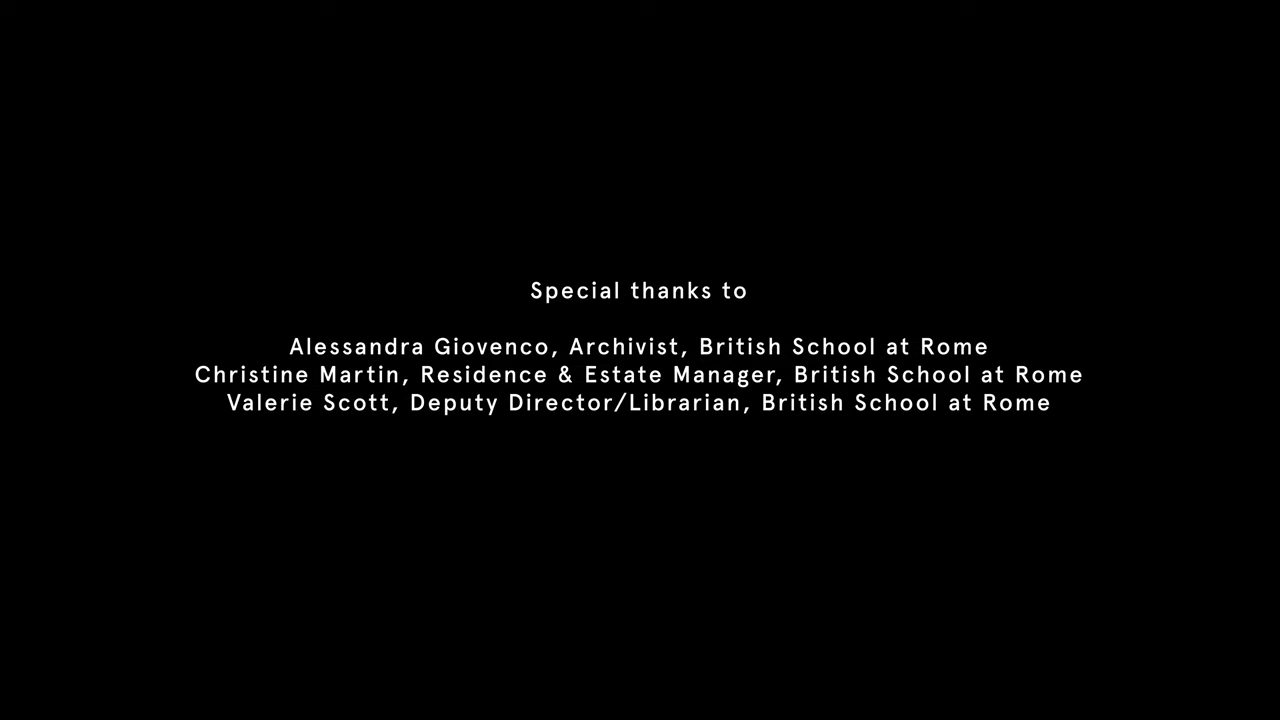 Special thanks to
Alessandra Giovenco, Archivist, British School at Rome
Christine Martin, Residence & Estate Manager, British School at Rome
Valerie Scott, Deputy Director/Librarian, British School at Rome